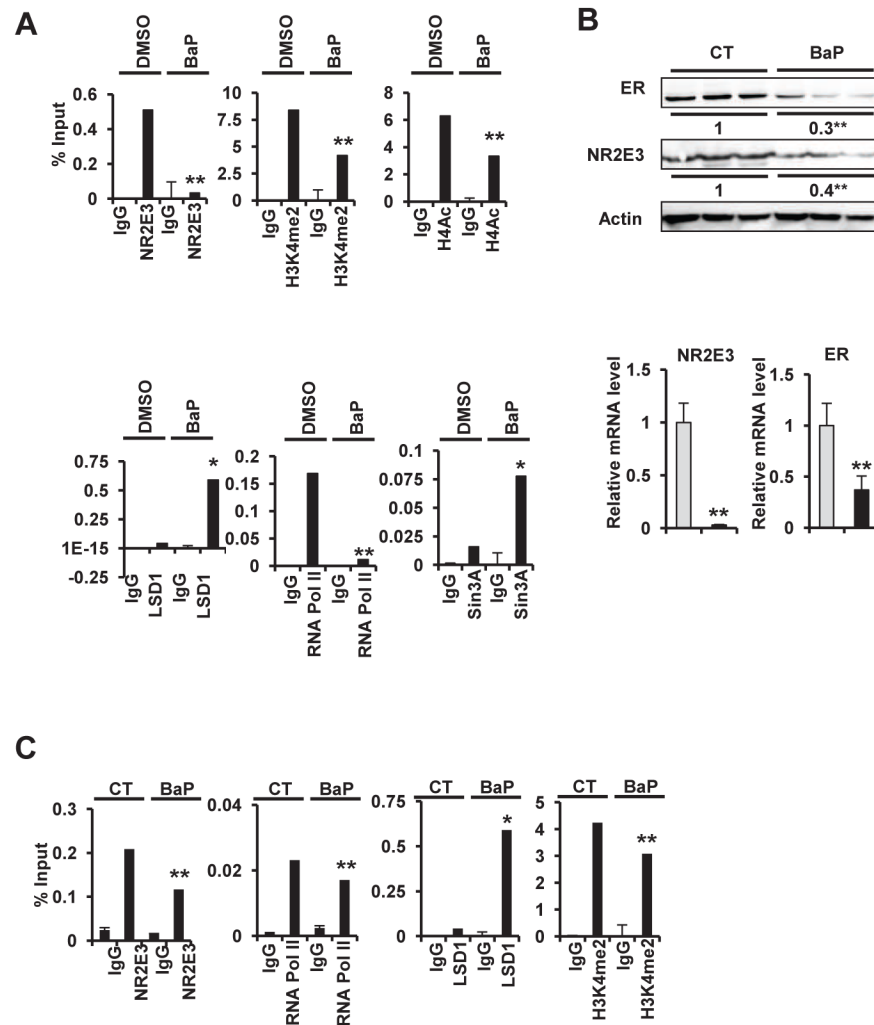 A
DMSO BaP
DMSO BaP
DMSO BaP
% Input
0.6
0.4
0.2
0
**
IgG NR2E3 IgG NR2E3
10
7.5
5
2.5
0
**
IgG H3K4me2 IgG H3K4me2
8
6
4
2
0
**
IgG H4Ac IgG H4Ac
DMSO BaP
DMSO BaP
DMSO BaP
0.75
0.5
0.25
1E-15
-0.25
*
IgG LSD1 IgG LSD1
0.2
0.15
0.1
0.05
0
**
IgG RNA Pol II IgG RNA Pol II
0.1
0.075
0.05
0.025
0
*
IgG Sin3A IgG Sin3A
B
CT BaP
ER
1 0.3**
NR2E3
1 0.4**
Actin
NR2E3
Relative mRNA level
1.5
1
0.5
0
**
ER
Relative mRNA level
1.5
1
0.5
0
**
C
CT BaP
% Input
0.3
0.2
0.1
0
**
IgG NR2E3 IgG NR2E3
CT BaP
0.04
0.02
0
**
IgG RNA Pol II IgG RNA Pol II
CT BaP
0.75
0.5
0.25
0
*
IgG LSD1 IgG LSD1
CT BaP
5
4
3
2
1
0
**
IgG H3K4me2 IgG H3K4me2